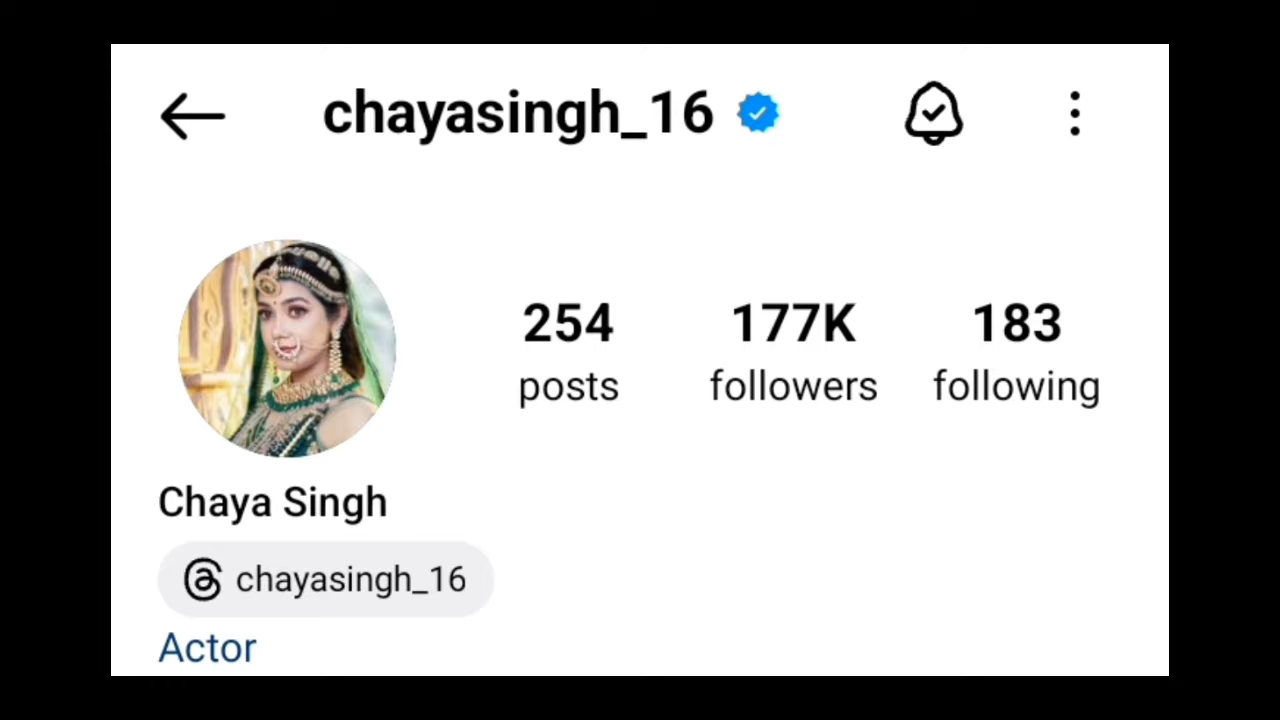 chayasingh_16
254 177K 183
posts followers following
Chaya Singh
chayasingh_16
Actor